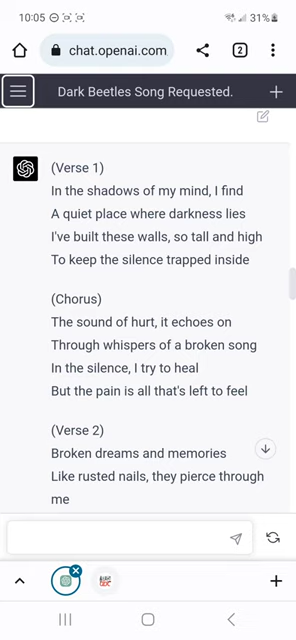 10:05
31%
chat.openai.com
2
Dark Beetles Song Requested.
(Verse 1)
In the shadows of my mind, I find
A quiet place where darkness lies
I've built these walls, so tall and high
To keep the silence trapped inside
(Chorus)
The sound of hurt, it echoes on
Through whispers of a broken song
In the silence, I try to heal
But the pain is all that's left to feel
(Verse 2)
Broken dreams and memories
Like rusted nails, they pierce through
me